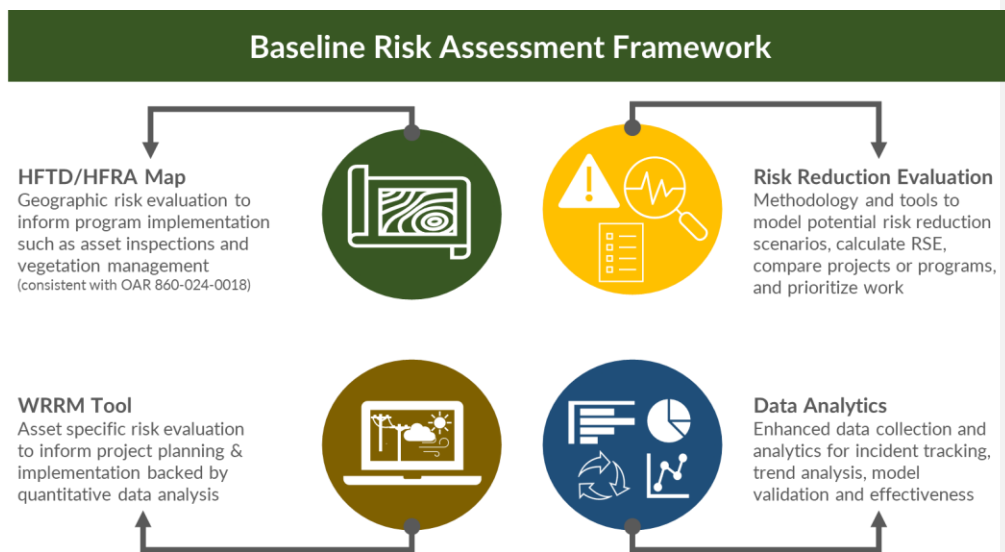 Baseline Risk Assessment Framework
HFTD/HFRA Map
Geographic risk evaluation to
inform program implementation
such as asset inspections and
vegetation management
(consistent with OAR 860-024-0018)
Risk Reduction Evaluation
Methodology and tools to
model potential risk reduction
scenarios, calculate RSE,
compare projects or programs,
and prioritize work
WRRM Tool
Asset specific risk evaluation
to inform project planning &
implementation backed by
quantitative data analysis
Data Analytics
Enhanced data collection and
analytics for incident tracking,
trend analysis, model
validation and effectiveness